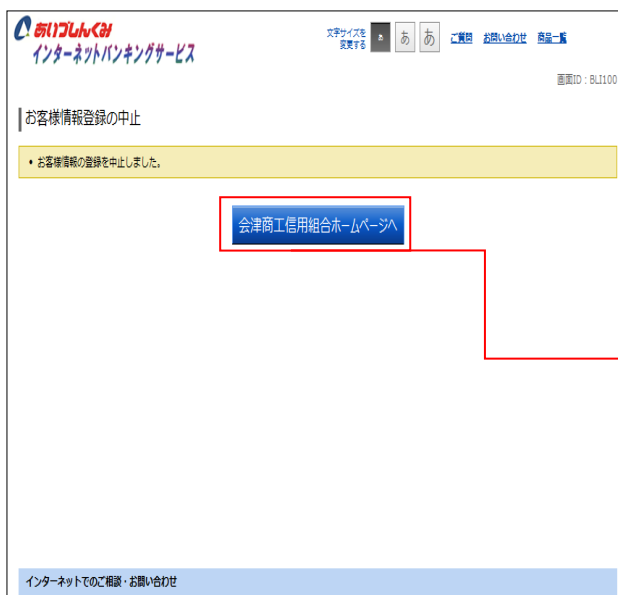 あいづしんくみ
インターネットバンキングサービス
文字サイズを
変更する
あ あ あ ご質問 お問い合わせ 商品一覧
画面ID：BLI100
お客様情報登録の中止
• お客様情報の登録を中止しました。
会津商工信用組合ホームページへ
インターネットでのご相談・お問い合わせ